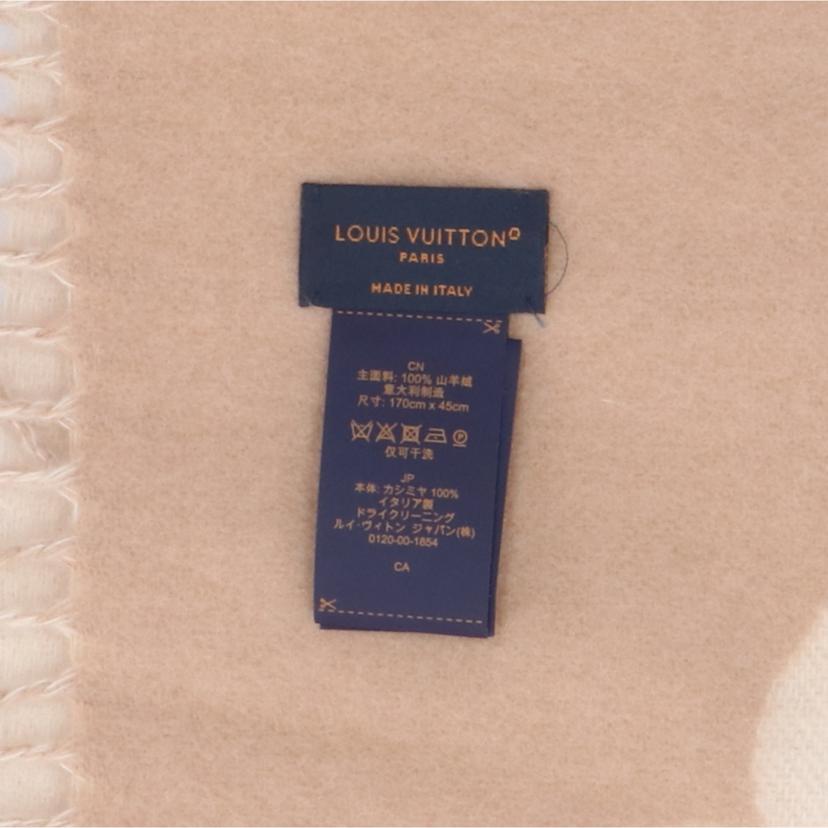 LOUIS VUITTON®
PARIS
MADE IN ITALY
CN
主面料: 100% 山羊绒
意大利制造
尺寸: 170cm x 45cm
仅可干洗
JP
本体: カシミヤ 100%
イタリア製
ドライクリーニング
ルイ・ヴィトン ジャパン(株)
0120-00-1854
CA